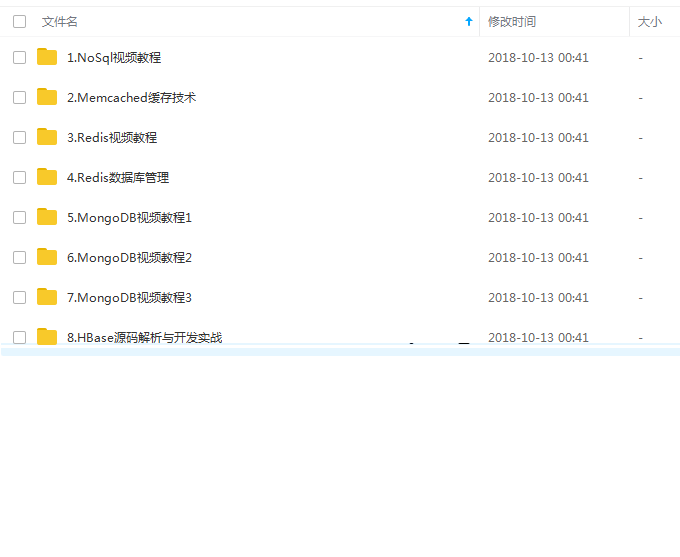 文件名 修改时间 大小
1.NoSql视频教程 2018-10-13 00:41 -
2.Memcached缓存技术 2018-10-13 00:41 -
3.Redis视频教程 2018-10-13 00:41 -
4.Redis数据库管理 2018-10-13 00:41 -
5.MongoDB视频教程1 2018-10-13 00:41 -
6.MongoDB视频教程2 2018-10-13 00:41 -
7.MongoDB视频教程3 2018-10-13 00:41 -
8.HBase源码解析与开发实战 2018-10-13 00:41 -